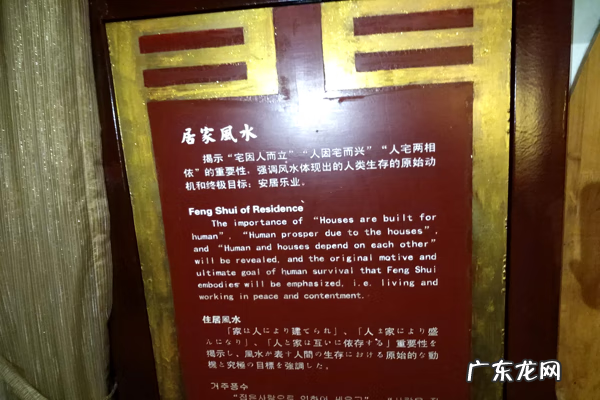 居家風水
揭示“宅因人而立”“人因宅而兴”“人宅两相
依”的重要性，强调风水体现出的人类生存的原始动
机和终极目标：安居乐业。
Feng Shui of Residence
The importance of “Houses are built for
human”, “Human prosper due to the houses”,
and “Human and houses depend on each other”
will be revealed, and the original motive and
ultimate goal of human survival that Feng Shui
embodies will be emphasized, i.e. living and
working in peace and contentment.
住居風水
「家は人により建てられ」、「人は家により盛
んになり」、「人と家は互いに依存する」重要性を
掲示し、風水が表す人間の生存における原始的な動
機と究極の目標を強調した。
거주풍수
广东龙网